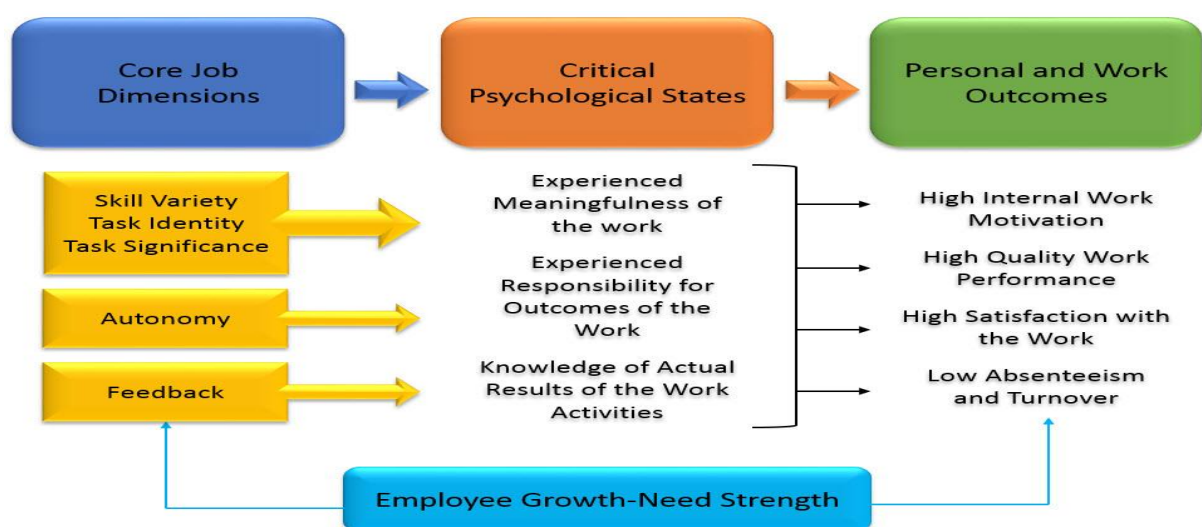 Core Job
Dimensions
Critical
Psychological States
Personal and Work
Outcomes
Skill Variety
Task Identity
Task Significance
Experienced
Meaningfulness of
the work
High Internal Work
Motivation
Autonomy
Experienced
Responsibility for
Outcomes of the
Work
High Quality Work
Performance
High Satisfaction with
the Work
Feedback
Knowledge of Actual
Results of the Work
Activities
Low Absenteeism
and Turnover
Employee Growth-Need Strength